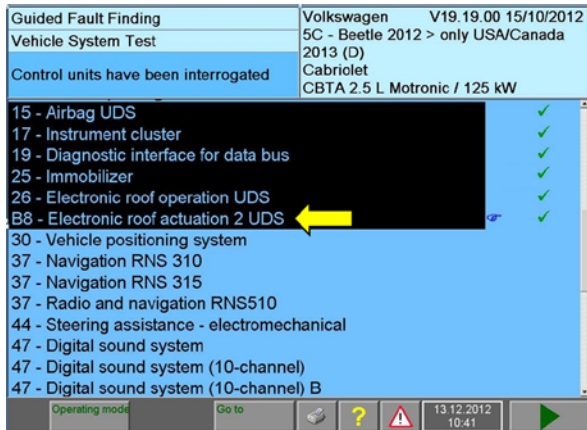 Guided Fault Finding
Vehicle System Test
Control units have been interrogated
Volkswagen V19.19.00 15/10/2012
5C - Beetle 2012 > only USA/Canada
2013 (D)
Cabriolet
CBTA 2.5 L Motronic / 125 kW
15 - Airbag UDS
17 - Instrument cluster
19 - Diagnostic interface for data bus
25 - Immobilizer
26 - Electronic roof operation UDS
B8 - Electronic roof actuation 2 UDS
30 - Vehicle positioning system
37 - Navigation RNS 310
37 - Navigation RNS 315
37 - Radio and navigation RNS510
44 - Steering assistance - electromechanical
47 - Digital sound system
47 - Digital sound system (10-channel)
47 - Digital sound system (10-channel) B
Operating mode
Go to
?
13.12.2012
10:41